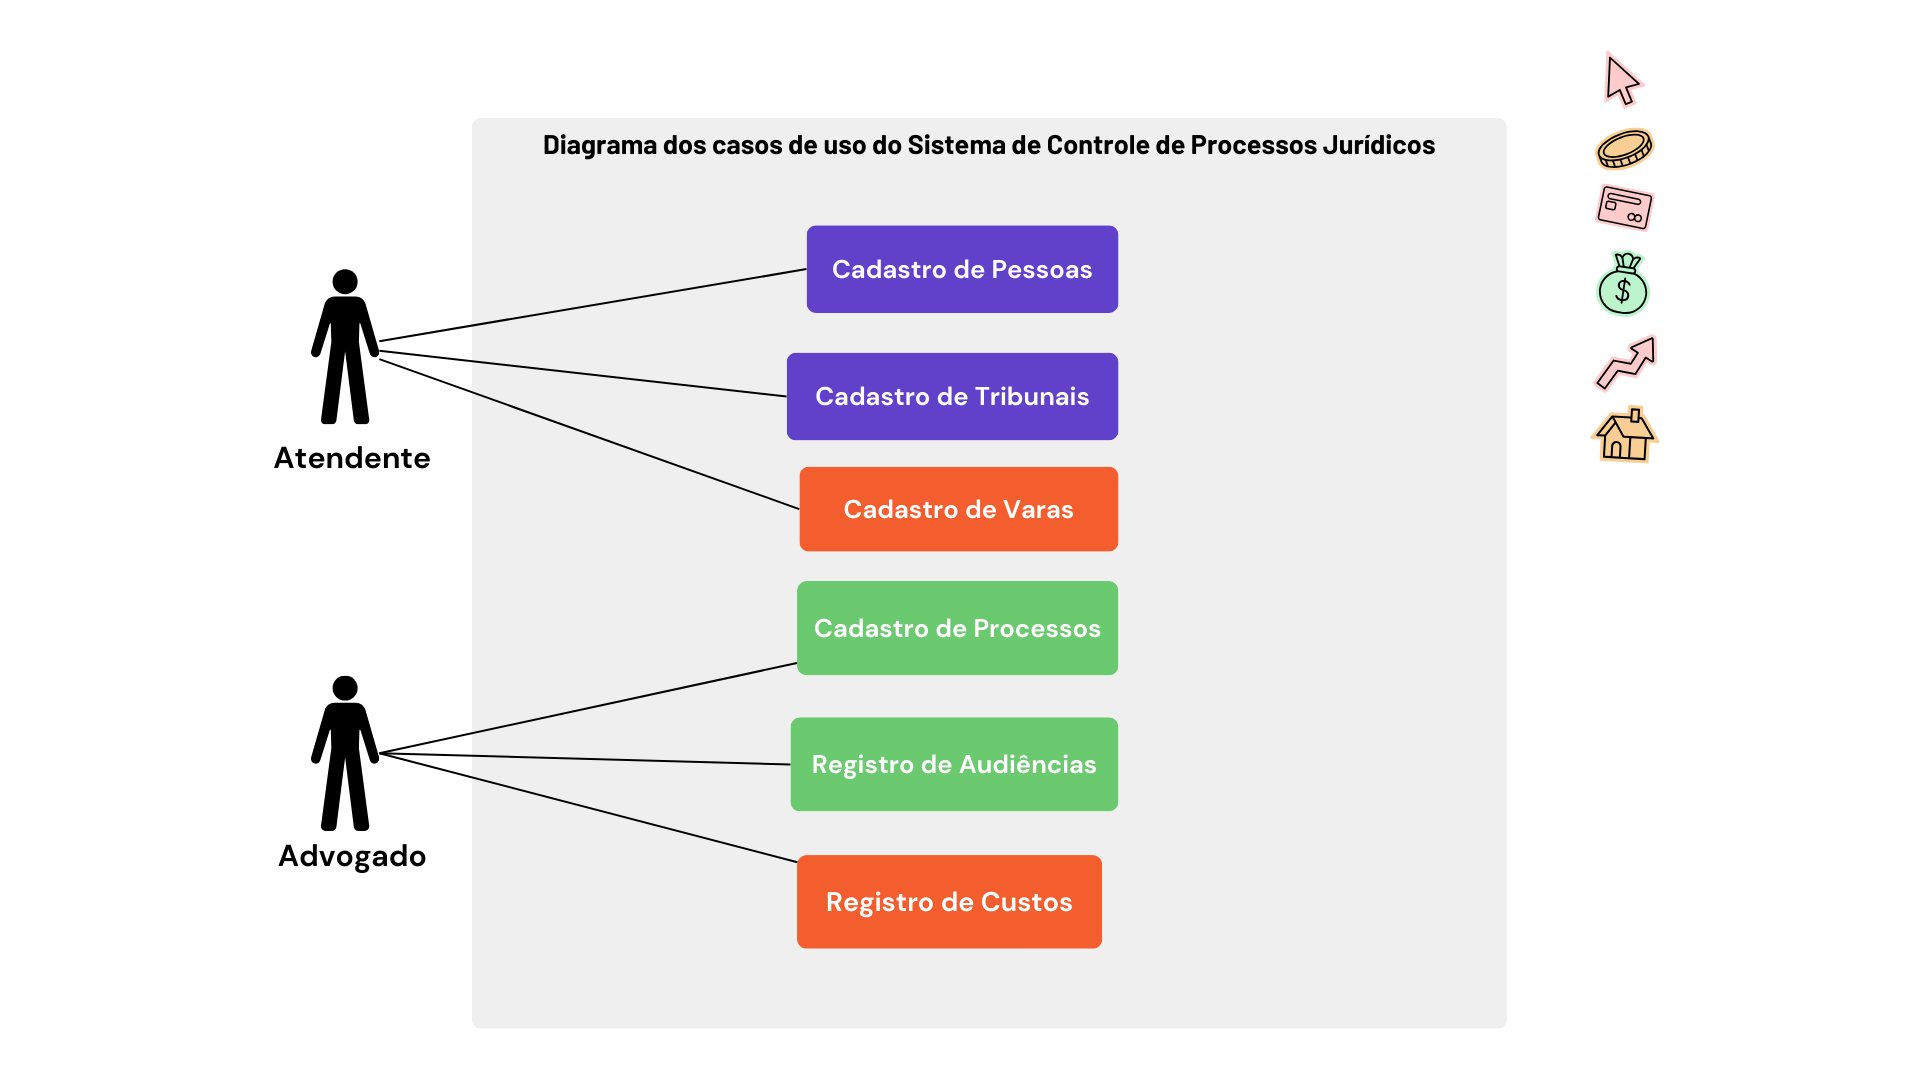 Diagrama dos casos de uso do Sistema de Controle de Processos Jurídicos
Cadastro de Pessoas
Cadastro de Tribunais
Atendente
Cadastro de Varas
Cadastro de Processos
Registro de Audiências
Advogado
Registro de Custos
$